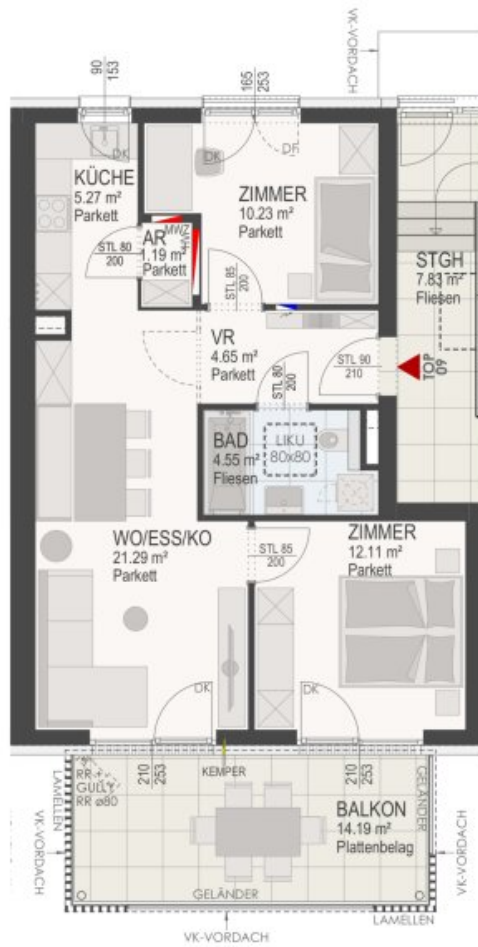 VK-VORDACH
90
153
165
253
DK
DK
DF
KÜCHE
5.27 m²
Parkett
ZIMMER
10.23 m²
Parkett
AR
1.19 m²
Parkett
MWZ
HV
STL 80
200
STL 85
200
STGH
7.83 m²
Fliesen
VR
4.65 m²
Parkett
STL 80
200
STL 90
210
TOP
09
BAD
4.55 m²
Fliesen
LIKU
80x80
WO/ESS/KO
21.29 m²
Parkett
STL 85
200
ZIMMER
12.11 m²
Parkett
DK
DK
210
253
KEMPER
210
253
RR +
GULLY
RR ø80
LAMELLEN
VK-VORDACH
BALKON
14.19 m²
Plattenbelag
GELÄNDER
VK-VORDACH
GELÄNDER
LAMELLEN
VK-VORDACH